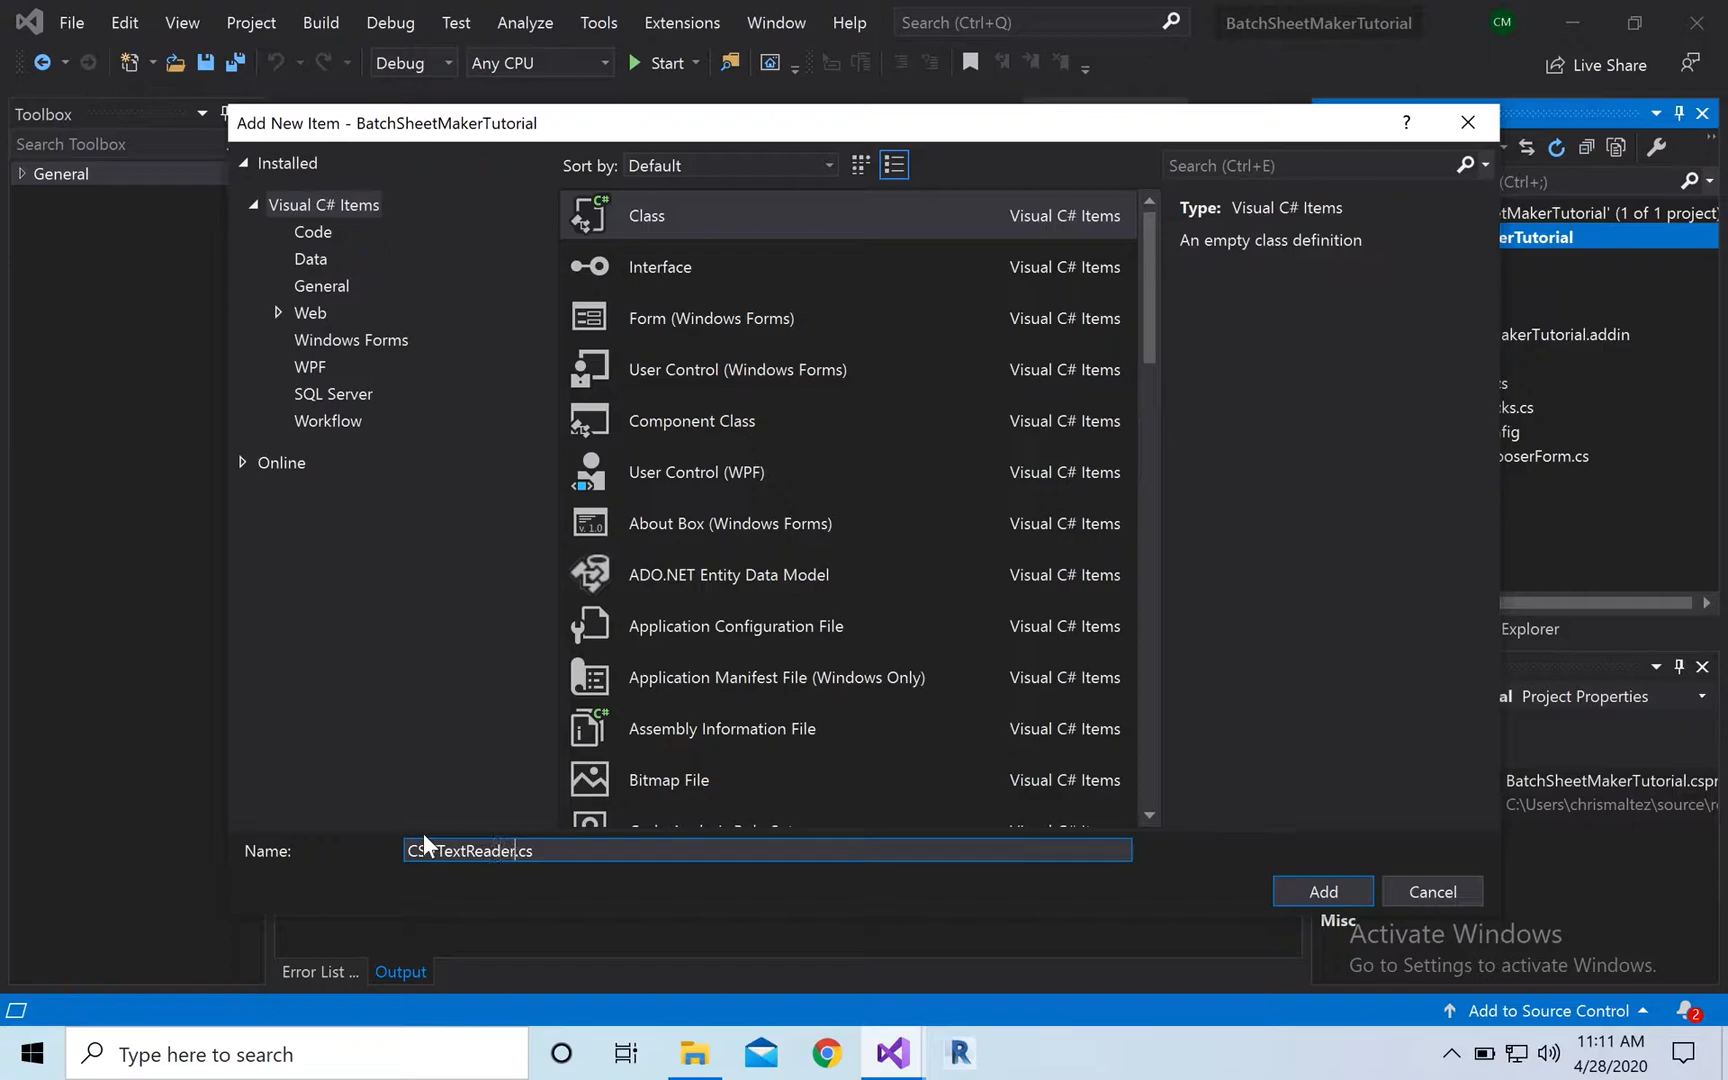 File Edit View Project Build Debug Test Analyze Tools Extensions Window Help Search (Ctrl+Q) BatchSheetMakerTutorial CM
Debug Any CPU Start Live Share
Toolbox
Search Toolbox
General
Add New Item - BatchSheetMakerTutorial ?
Installed
Sort by: Default
Search (Ctrl+E)
Visual C# Items
Code
Data
General
Web
Windows Forms
WPF
SQL Server
Workflow
Online
Class Visual C# Items
Interface Visual C# Items
Form (Windows Forms) Visual C# Items
User Control (Windows Forms) Visual C# Items
Component Class Visual C# Items
User Control (WPF) Visual C# Items
About Box (Windows Forms) Visual C# Items
ADO.NET Entity Data Model Visual C# Items
Application Configuration File Visual C# Items
Application Manifest File (Windows Only) Visual C# Items
Assembly Information File Visual C# Items
Bitmap File Visual C# Items
Type: Visual C# Items
An empty class definition
Name:
TextReader.cs
Add Cancel
(Ctrl+;)
etMakerTutorial' (1 of 1 project)
erTutorial
akerTutorial.addin
cs
cks.cs
fig
ooserForm.cs
Explorer
al Project Properties
BatchSheetMakerTutorial.cspr
C:\Users\chrismaltez\source\re
Misc
Activate Windows
Go to Settings to activate Windows.
Error List ... Output
Add to Source Control 2
Type here to search
11:11 AM
4/28/2020